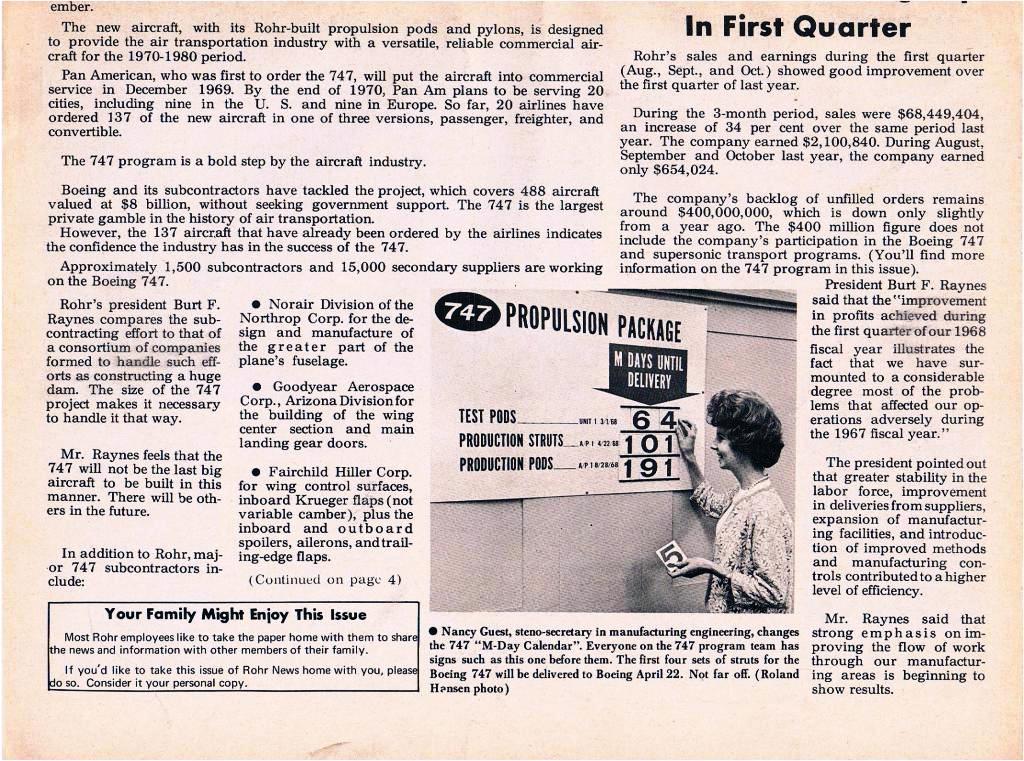 ember.
The new aircraft, with its Rohr-built propulsion pods and pylons, is designed
to provide the air transportation industry with a versatile, reliable commercial air-
craft for the 1970-1980 period.
Pan American, who was first to order the 747, will put the aircraft into commercial
service in December 1969. By the end of 1970, Pan Am plans to be serving 20
cities, including nine in the U. S. and nine in Europe. So far, 20 airlines have
ordered 137 of the new aircraft in one of three versions, passenger, freighter, and
convertible.
The 747 program is a bold step by the aircraft industry.
Boeing and its subcontractors have tackled the project, which covers 488 aircraft
valued at $8 billion, without seeking government support. The 747 is the largest
private gamble in the history of air transportation.
However, the 137 aircraft that have already been ordered by the airlines indicates
the confidence the industry has in the success of the 747.
Approximately 1,500 subcontractors and 15,000 secondary suppliers are working
on the Boeing 747.
Rohr's president Burt F.
Raynes compares the sub-
contracting effort to that of
a consortium of companies
formed to handle such eff-
orts as constructing a huge
dam. The size of the 747
project makes it necessary
to handle it that way.
Mr. Raynes feels that the
747 will not be the last big
aircraft to be built in this
manner. There will be oth-
ers in the future.
In addition to Rohr, maj-
or 747 subcontractors in-
clude:
● Norair Division of the
Northrop Corp. for the de-
sign and manufacture of
the greater part of the
plane's fuselage.
● Goodyear Aerospace
Corp., Arizona Division for
the building of the wing
center section and main
landing gear doors.
● Fairchild Hiller Corp.
for wing control surfaces,
inboard Krueger flaps (not
variable camber), plus the
inboard and outboard
spoilers, ailerons, and trail-
ing-edge flaps.
(Continued on page 4)
Your Family Might Enjoy This Issue
Most Rohr employees like to take the paper home with them to share
the news and information with other members of their family.
If you'd like to take this issue of Rohr News home with you, please
do so. Consider it your personal copy.
747 PROPULSION PACKAGE
M DAYS UNTIL
DELIVERY
TEST PODS UNIT 1 3/1/68 64
PRODUCTION STRUTS A/P 1 4/22/68 101
PRODUCTION PODS A/P 1 8/28/68 191
5
● Nancy Guest, steno-secretary in manufacturing engineering, changes
the 747 "M-Day Calendar". Everyone on the 747 program team has
signs such as this one before them. The first four sets of struts for the
Boeing 747 will be delivered to Boeing April 22. Not far off. (Roland
Hansen photo)
In First Quarter
Rohr's sales and earnings during the first quarter
(Aug., Sept., and Oct.) showed good improvement over
the first quarter of last year.
During the 3-month period, sales were $68,449,404,
an increase of 34 per cent over the same period last
year. The company earned $2,100,840. During August,
September and October last year, the company earned
only $654,024.
The company's backlog of unfilled orders remains
around $400,000,000, which is down only slightly
from a year ago. The $400 million figure does not
include the company's participation in the Boeing 747
and supersonic transport programs. (You'll find more
information on the 747 program in this issue).
President Burt F. Raynes
said that the "improvement
in profits achieved during
the first quarter of our 1968
fiscal year illustrates the
fact that we have sur-
mounted to a considerable
degree most of the prob-
lems that affected our op-
erations adversely during
the 1967 fiscal year."
The president pointed out
that greater stability in the
labor force, improvement
in deliveries from suppliers,
expansion of manufactur-
ing facilities, and introduc-
tion of improved methods
and manufacturing con-
trols contributed to a higher
level of efficiency.
Mr. Raynes said that
strong emphasis on im-
proving the flow of work
through our manufactur-
ing areas is beginning to
show results.